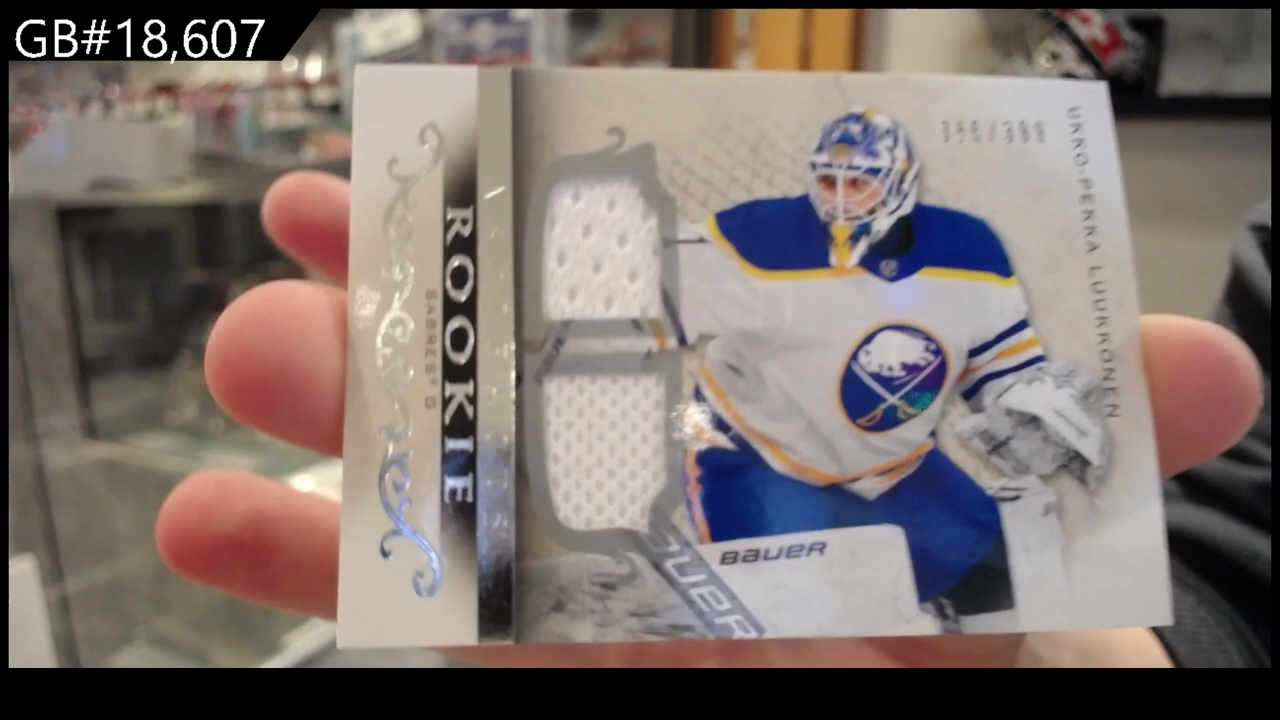 GB#18,607
UKKO-PEKKA LUUKKONEN
ROOKIE
SABRES' G
BAUER